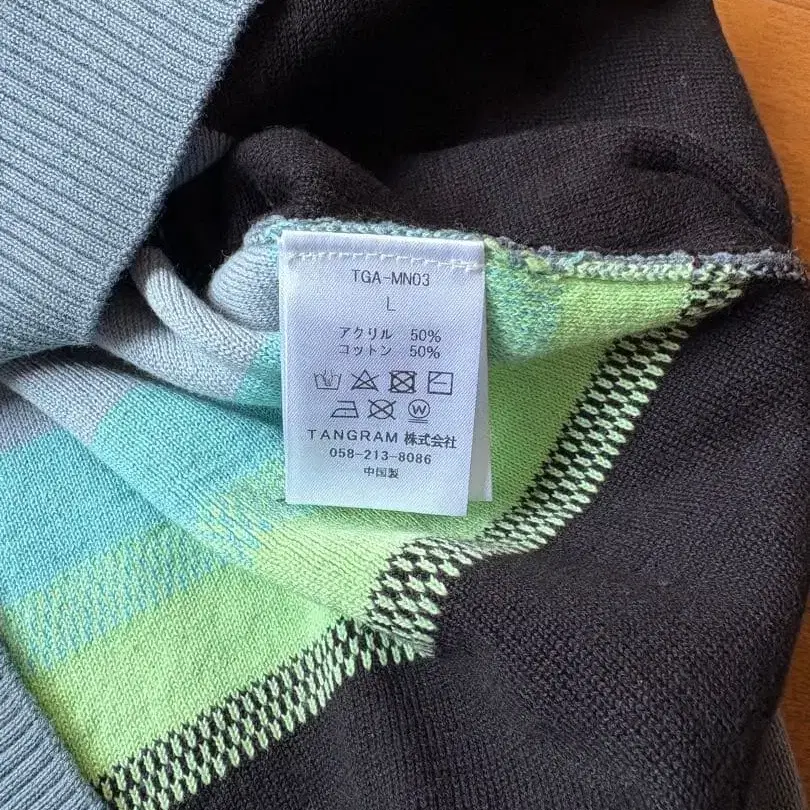 TGA-MN03
L
アクリル 50%
コットン 50%
TANGRAM 株式会社
058-213-8086
中国製